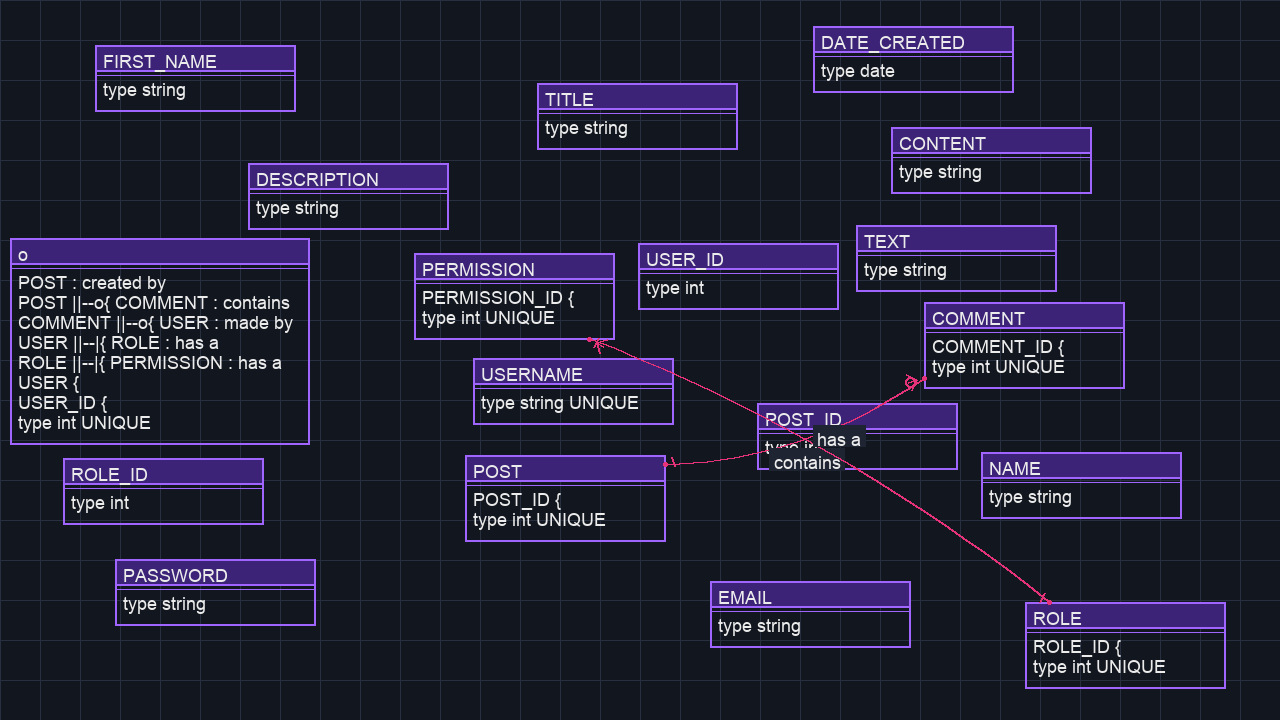 FIRST_NAME
type string
DATE_CREATED
type date
TITLE
type string
CONTENT
type string
DESCRIPTION
type string
TEXT
type string
o
POST : created by
POST ||--o{ COMMENT : contains
COMMENT ||--o{ USER : made by
USER ||--|{ ROLE : has a
ROLE ||--|{ PERMISSION : has a
USER {
USER_ID {
type int UNIQUE
PERMISSION
PERMISSION_ID {
type int UNIQUE
USER_ID
type int
COMMENT
COMMENT_ID {
type int UNIQUE
USERNAME
type string UNIQUE
POST_ID
type
has a
contains
POST
POST_ID {
type int UNIQUE
NAME
type string
ROLE_ID
type int
PASSWORD
type string
EMAIL
type string
ROLE
ROLE_ID {
type int UNIQUE